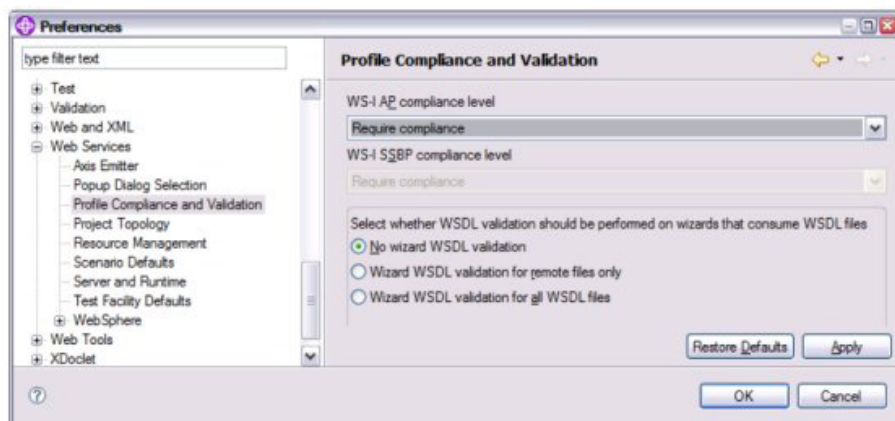 Preferences
type filter text
Test
Validation
Web and XML
Web Services
Axis Emitter
Popup Dialog Selection
Profile Compliance and Validation
Project Topology
Resource Management
Scenario Defaults
Server and Runtime
Test Facility Defaults
WebSphere
Web Tools
XDoclet
Profile Compliance and Validation
WS-I AP compliance level
Require compliance
WS-I SSBP compliance level
Require compliance
Select whether WSDL validation should be performed on wizards that consume WSDL files
No wizard WSDL validation
Wizard WSDL validation for remote files only
Wizard WSDL validation for all WSDL files
Restore Defaults Apply
? OK Cancel